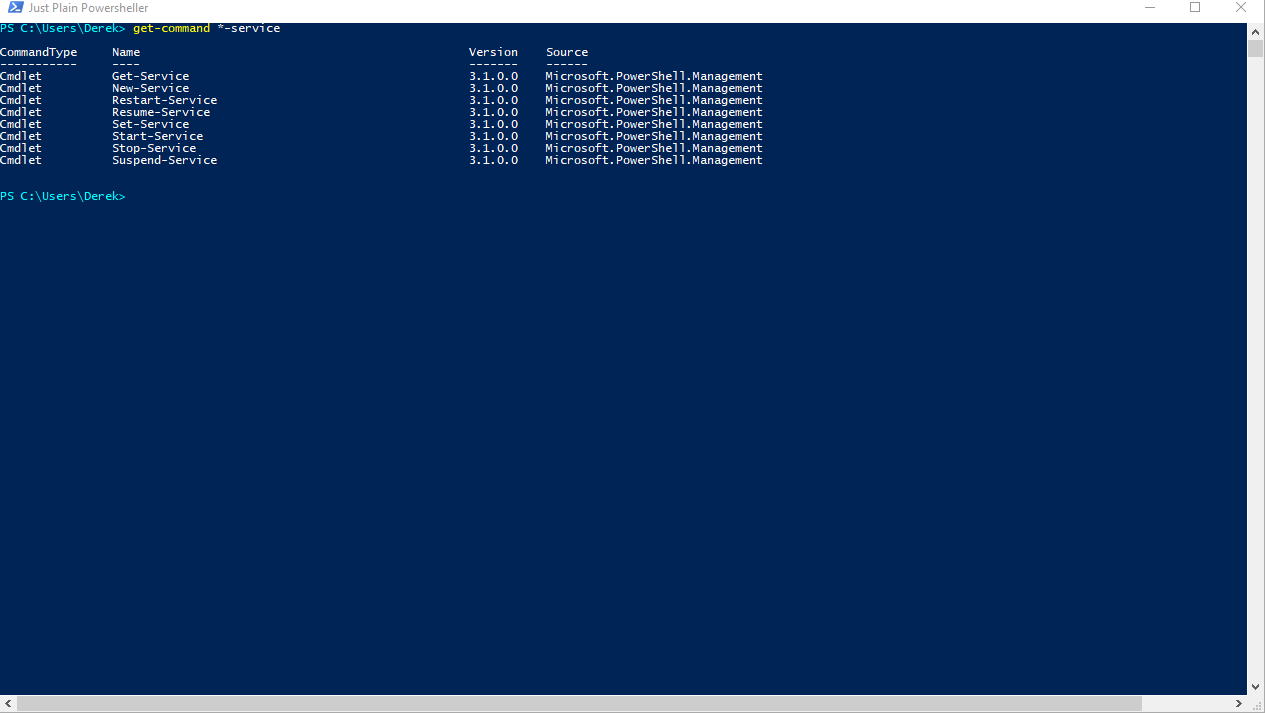 Just Plain Powersheller
PS C:\Users\Derek> get-command *-service
CommandType Name Version Source
----------- ---- ------- ------
Cmdlet Get-Service 3.1.0.0 Microsoft.PowerShell.Management
Cmdlet New-Service 3.1.0.0 Microsoft.PowerShell.Management
Cmdlet Restart-Service 3.1.0.0 Microsoft.PowerShell.Management
Cmdlet Resume-Service 3.1.0.0 Microsoft.PowerShell.Management
Cmdlet Set-Service 3.1.0.0 Microsoft.PowerShell.Management
Cmdlet Start-Service 3.1.0.0 Microsoft.PowerShell.Management
Cmdlet Stop-Service 3.1.0.0 Microsoft.PowerShell.Management
Cmdlet Suspend-Service 3.1.0.0 Microsoft.PowerShell.Management
PS C:\Users\Derek>